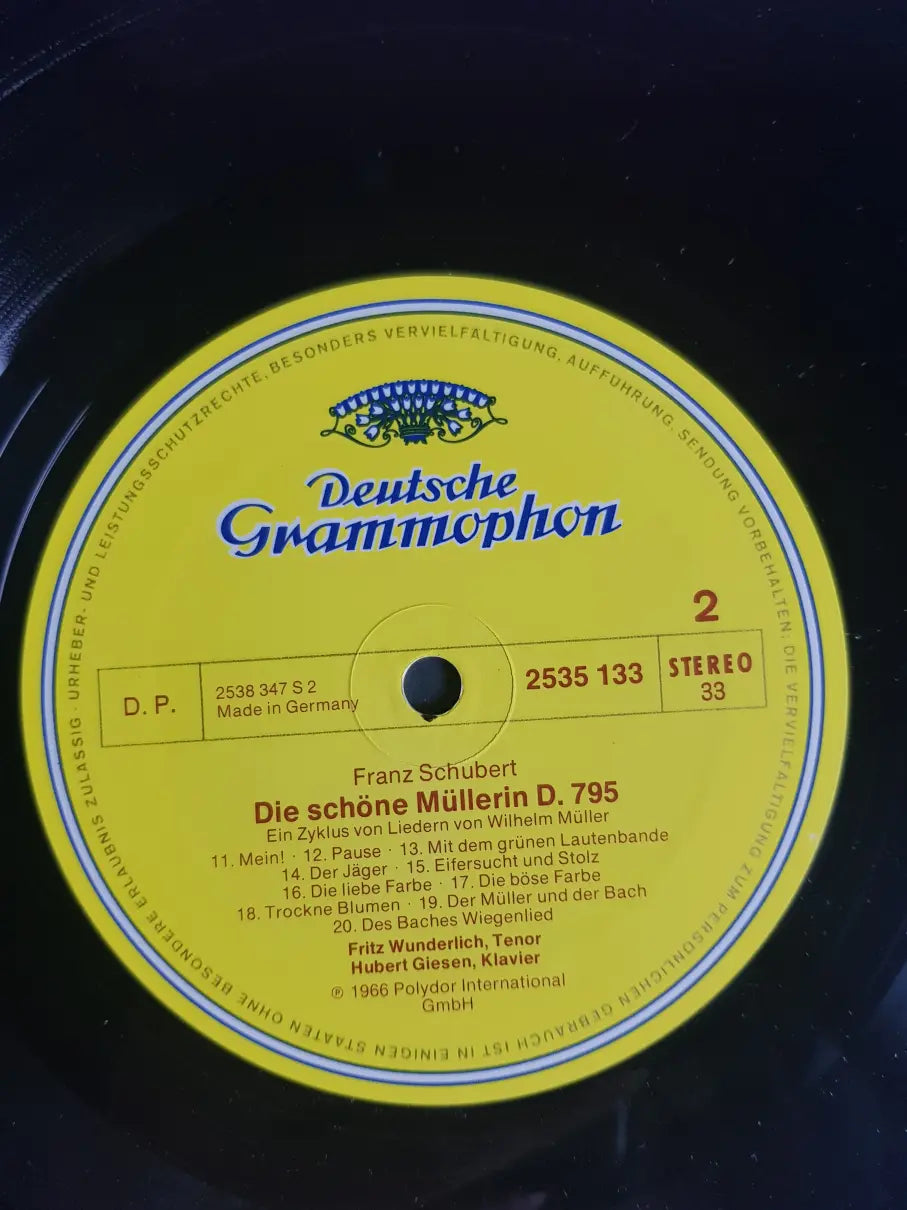 URHEBER- UND LEISTUNGSSCHUTZRECHTE, BESONDERS VERVIELFÄLTIGUNG, AUFFÜHRUNG, SENDUNG VORBEHALTEN; DIE VERVIELFÄLTIGUNG ZUM PERSÖNLICHEN GEBRAUCH IST IN EINIGEN STAATEN OHNE BESONDERE ERLAUBNIS ZULÄSSIG ·
Deutsche
Grammophon
2
D. P.
2538 347 S 2
Made in Germany
2535 133
STEREO
33
Franz Schubert
Die schöne Müllerin D. 795
Ein Zyklus von Liedern von Wilhelm Müller
11. Mein! · 12. Pause · 13. Mit dem grünen Lautenbande
14. Der Jäger · 15. Eifersucht und Stolz
16. Die liebe Farbe · 17. Die böse Farbe
18. Trockne Blumen · 19. Der Müller und der Bach
20. Des Baches Wiegenlied
Fritz Wunderlich, Tenor
Hubert Giesen, Klavier
℗ 1966 Polydor International
GmbH